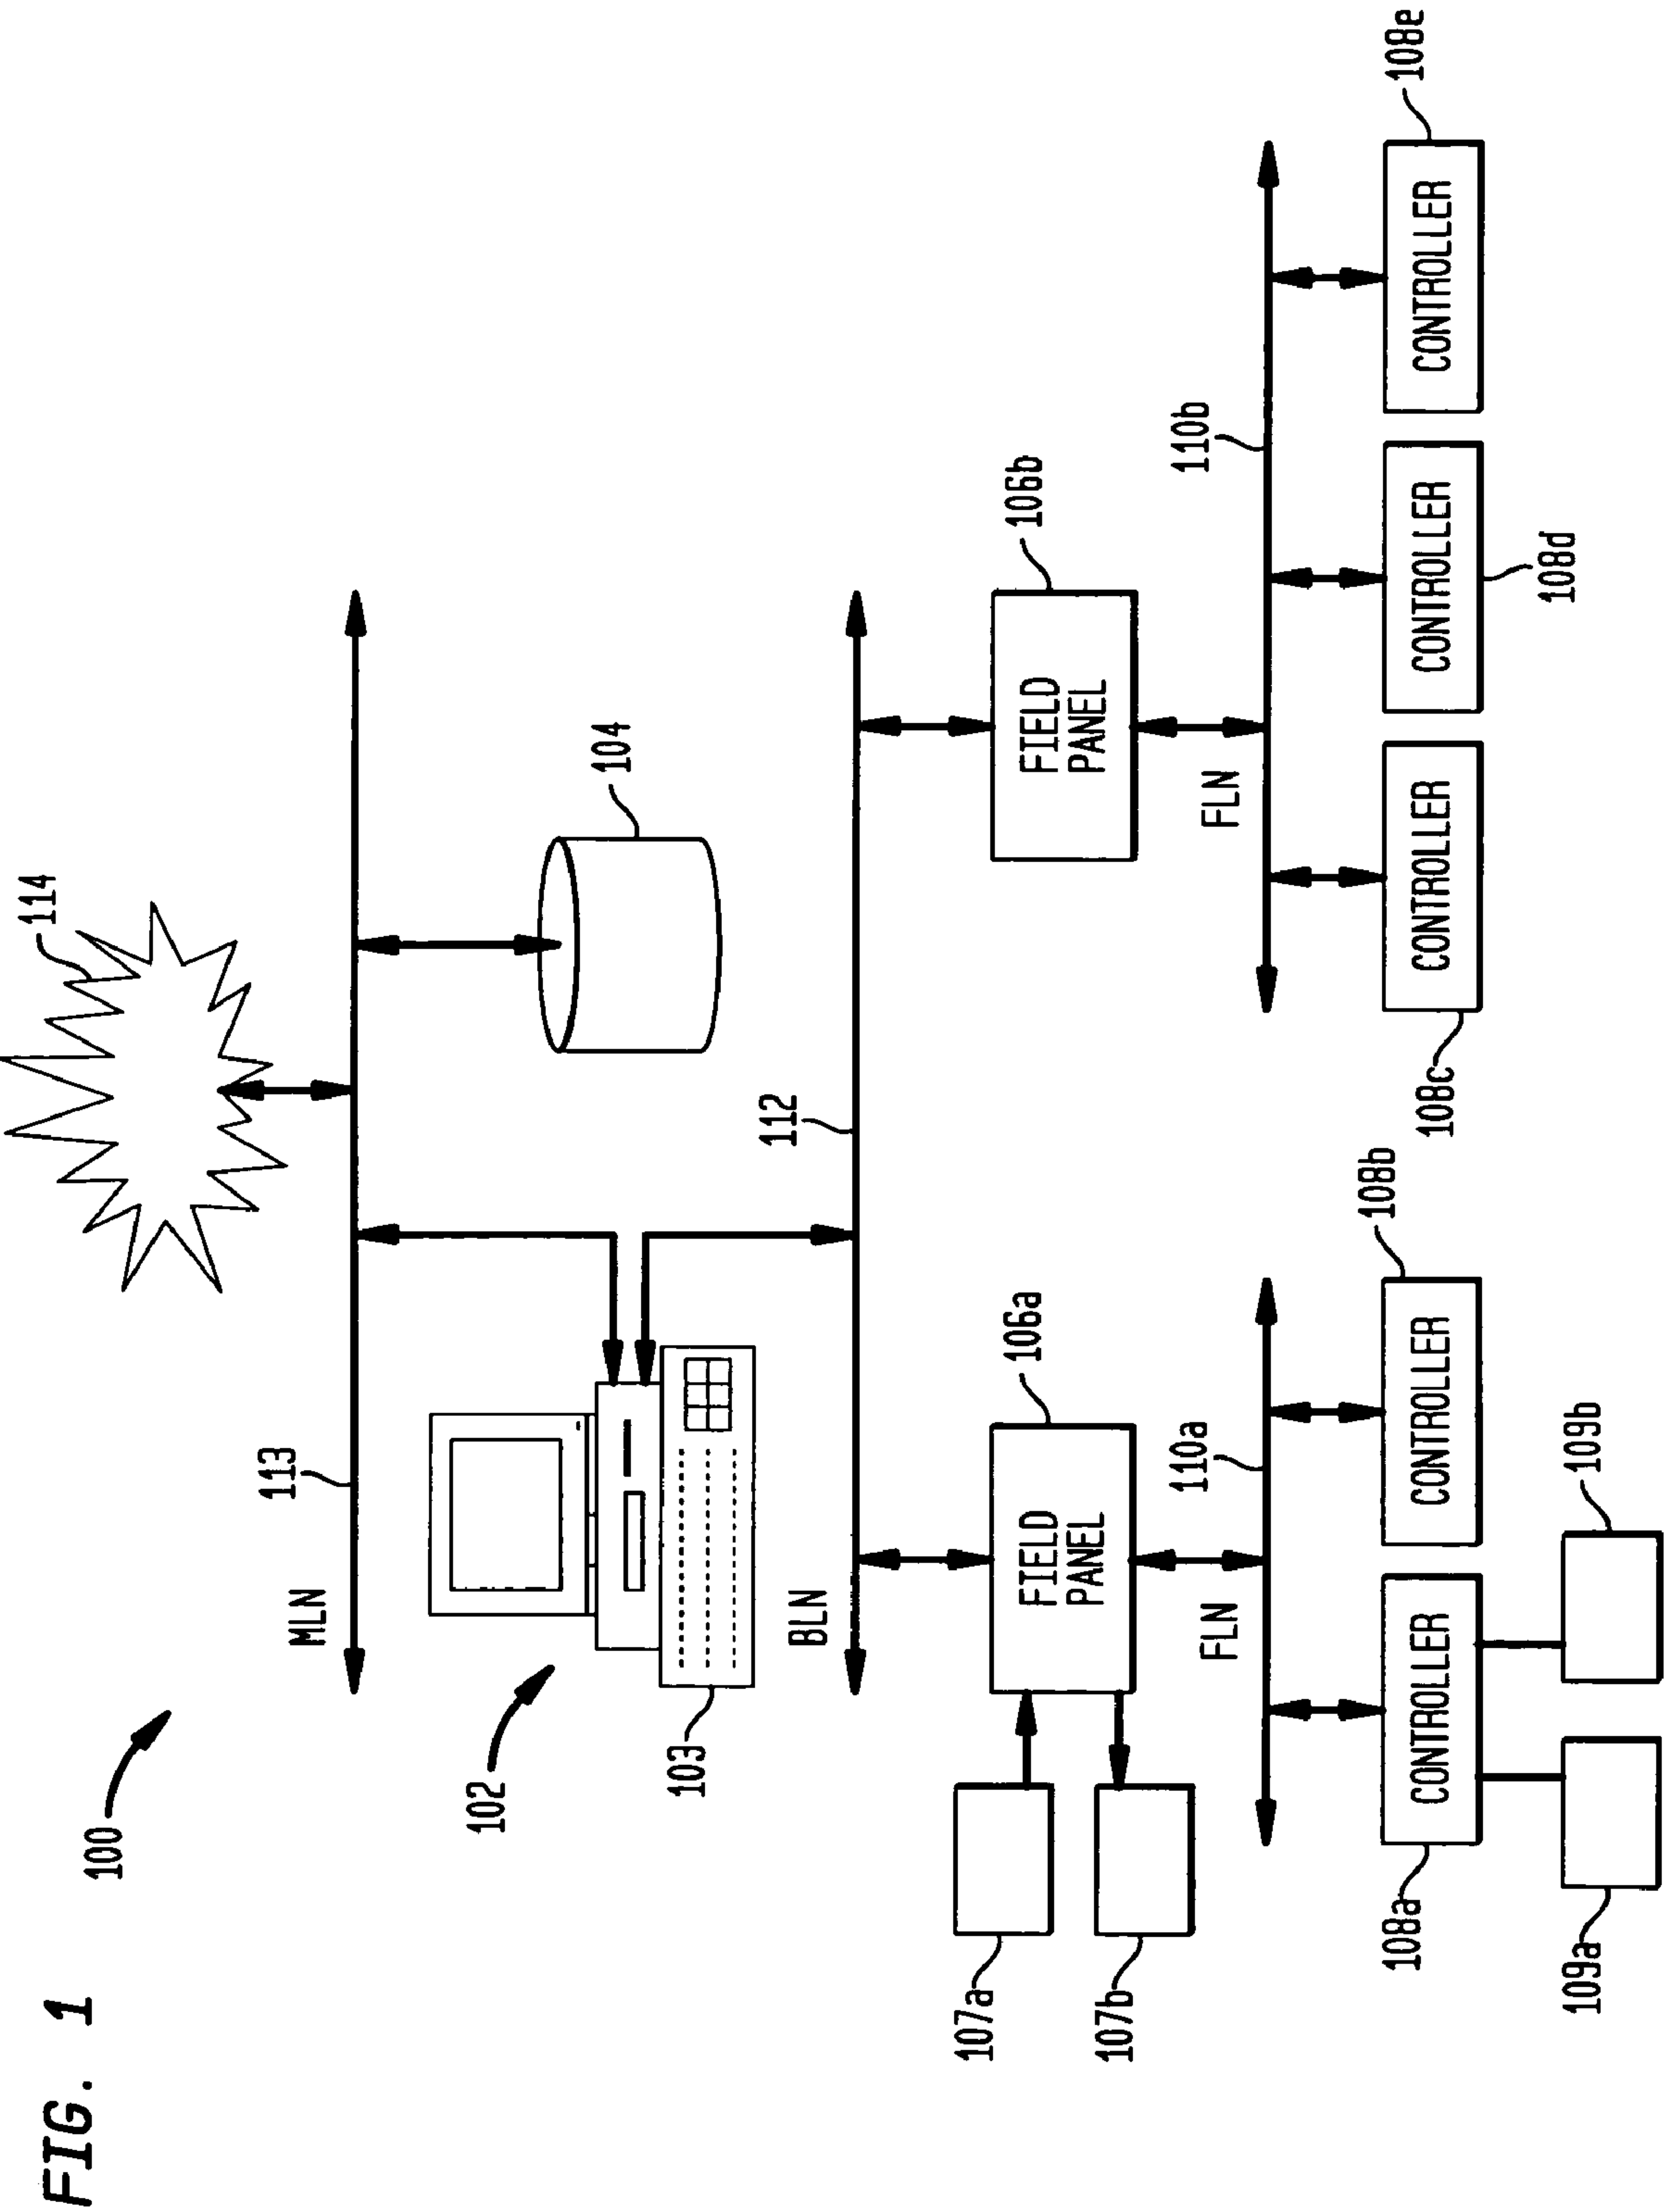 FIG. 1
100
114
MLN
113
102
103
104
BLN
112
107a
107b
FIELD
PANEL
106a
FIELD
PANEL
106b
FLN
110a
FLN
110b
108a
CONTROLLER
CONTROLLER
108b
108c
CONTROLLER
CONTROLLER
108d
CONTROLLER
108e
109a
109b